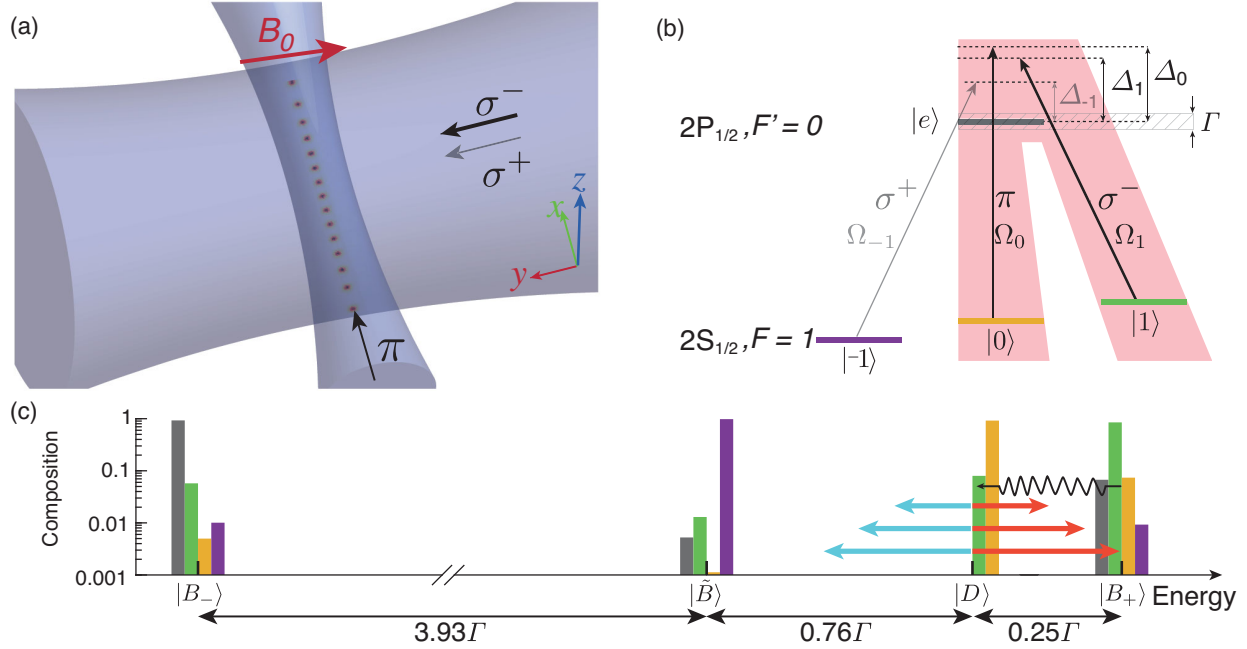 (a)
B₀
σ⁻
σ⁺
z
x
y
π
(b)
Δ₋₁
Δ₁
Δ₀
2P₁/₂, F' = 0
|e⟩
Γ
σ⁺
Ω₋₁
π
Ω₀
σ⁻
Ω₁
2S₁/₂, F = 1
|-1⟩
|0⟩
|1⟩
(c)
Composition
1
0.1
0.01
0.001
|B₋⟩
|B̃⟩
|D⟩
|B₊⟩
Energy
3.93Γ
0.76Γ
0.25Γ